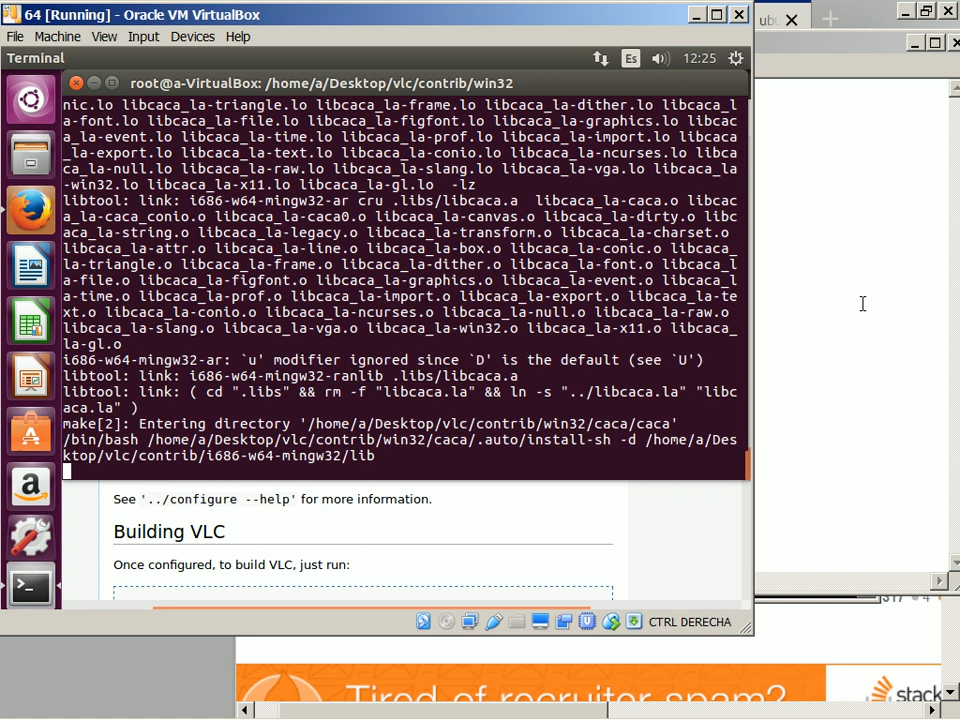 64 [Running] - Oracle VM VirtualBox
ubu
File Machine View Input Devices Help
Terminal
Es
12:25
root@a-VirtualBox: /home/a/Desktop/vlc/contrib/win32
nic.lo libcaca_la-triangle.lo libcaca_la-frame.lo libcaca_la-dither.lo libcaca_l
a-font.lo libcaca_la-file.lo libcaca_la-figfont.lo libcaca_la-graphics.lo libcac
a_la-event.lo libcaca_la-time.lo libcaca_la-prof.lo libcaca_la-import.lo libcaca
_la-export.lo libcaca_la-text.lo libcaca_la-conio.lo libcaca_la-ncurses.lo libca
ca_la-null.lo libcaca_la-raw.lo libcaca_la-slang.lo libcaca_la-vga.lo libcaca_la
-win32.lo libcaca_la-x11.lo libcaca_la-gl.lo  -lz
libtool: link: i686-w64-mingw32-ar cru .libs/libcaca.a  libcaca_la-caca.o libcac
a_la-caca_conio.o libcaca_la-caca0.o libcaca_la-canvas.o libcaca_la-dirty.o libc
aca_la-string.o libcaca_la-legacy.o libcaca_la-transform.o libcaca_la-charset.o
libcaca_la-attr.o libcaca_la-line.o libcaca_la-box.o libcaca_la-conic.o libcaca_
la-triangle.o libcaca_la-frame.o libcaca_la-dither.o libcaca_la-font.o libcaca_l
a-file.o libcaca_la-figfont.o libcaca_la-graphics.o libcaca_la-event.o libcaca_l
a-time.o libcaca_la-prof.o libcaca_la-import.o libcaca_la-export.o libcaca_la-te
xt.o libcaca_la-conio.o libcaca_la-ncurses.o libcaca_la-null.o libcaca_la-raw.o
libcaca_la-slang.o libcaca_la-vga.o libcaca_la-win32.o libcaca_la-x11.o libcaca_
la-gl.o
i686-w64-mingw32-ar: `u' modifier ignored since `D' is the default (see `U')
libtool: link: i686-w64-mingw32-ranlib .libs/libcaca.a
libtool: link: ( cd ".libs" && rm -f "libcaca.la" && ln -s "../libcaca.la" "libc
aca.la" )
make[2]: Entering directory '/home/a/Desktop/vlc/contrib/win32/caca/caca'
/bin/bash /home/a/Desktop/vlc/contrib/win32/caca/.auto/install-sh -d /home/a/Des
ktop/vlc/contrib/i686-w64-mingw32/lib
See '../configure --help' for more information.
Building VLC
Once configured, to build VLC, just run:
CTRL DERECHA
Tired of recruiter spam?
stack